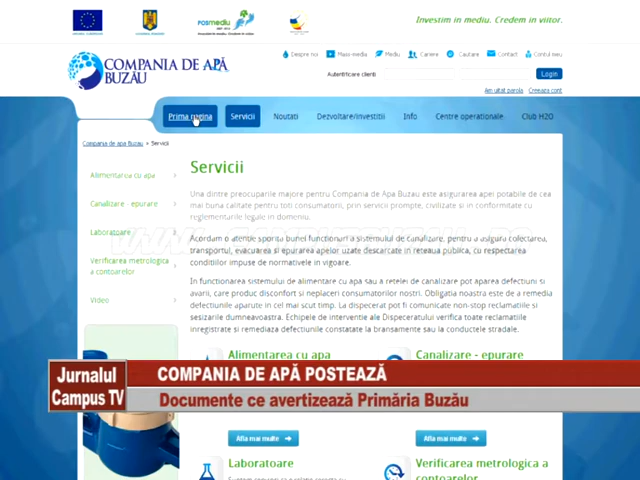 posmediu
Investim in mediu. Credem in viitor.
COMPANIA DE APĂ
BUZĂU
Despre noi Mass-media Mediu Cariere Cautare Contact Contul meu
Autentificare clienti Login
Am uitat parola Creeaza cont
Prima pagina Servicii Noutati Dezvoltare/investitii Info Centre operationale Club H2O
Compania de apa Buzau > Servicii
Servicii
Alimentarea cu apa
Canalizare - epurare
Laboratoare
Verificarea metrologica
a contoarelor
Video
Una dintre preocuparile majore pentru Compania de Apa Buzau este asigurarea apei potabile de cea
mai buna calitate pentru toti consumatorii, prin servicii prompte, civilizate si in conformitate cu
reglementarile legale in domeniu.
Acordam o atentie sporita bunei functionari a sistemului de canalizare, pentru a asigura colectarea,
transportul, evacuarea si epurarea apelor uzate descarcate in reteaua publica, cu respectarea
conditiilor impuse de normativele in vigoare.
In functionarea sistemului de alimentare cu apa sau a retelei de canalizare pot aparea defectiuni si
avarii, care produc disconfort si neplaceri consumatorilor nostri. Obligatia noastra este de a remedia
defectiunile aparute in cel mai scurt timp. La dispecerat pot fi comunicate non-stop reclamatiile si
sesizarile dumneavoastra. Echipele de interventie ale Dispeceratului verifica toate reclamatiile
inregistrate si remediaza defectiunile constatate la bransamente sau la conductele stradale.
Alimentarea cu apa
Canalizare - epurare
Jurnalul
Campus TV
COMPANIA DE APĂ POSTEAZĂ
Documente ce avertizează Primăria Buzău
Afla mai multe
Afla mai multe
Laboratoare
Verificarea metrologica a
contoarelor